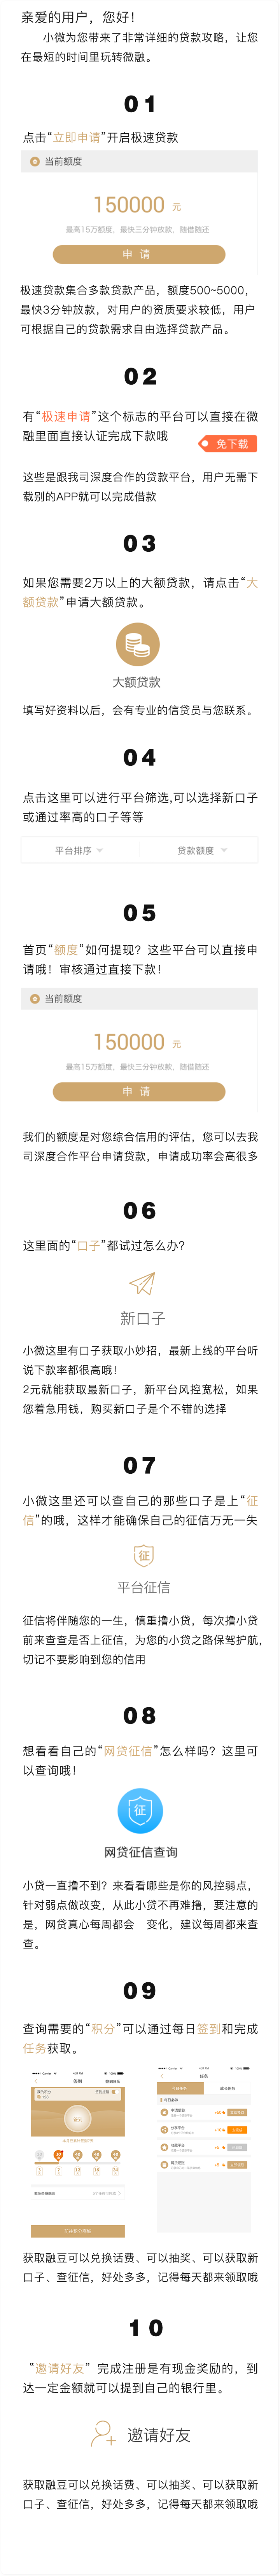 亲爱的用户，您好！
小微为您带来了非常详细的贷款攻略，让您
在最短的时间里玩转微融。
01
点击“立即申请”开启极速贷款
当前额度
150000 元
最高15万额度，最快三分钟放款，随借随还
申 请
极速贷款集合多款贷款产品，额度500~5000，
最快3分钟放款，对用户的资质要求较低，用户
可根据自己的贷款需求自由选择贷款产品。
02
有“极速申请”这个标志的平台可以直接在微
融里面直接认证完成下款哦
免下载
这些是跟我司深度合作的贷款平台，用户无需下
载别的APP就可以完成借款
03
如果您需要2万以上的大额贷款，请点击“大
额贷款”申请大额贷款。
大额贷款
填写好资料以后，会有专业的信贷员与您联系。
04
点击这里可以进行平台筛选,可以选择新口子
或通过率高的口子等等
平台排序
贷款额度
05
首页“额度”如何提现？这些平台可以直接申
请哦！审核通过直接下款！
当前额度
150000 元
最高15万额度，最快三分钟放款，随借随还
申 请
我们的额度是对您综合信用的评估，您可以去我
司深度合作平台申请贷款，申请成功率会高很多
06
这里面的“口子”都试过怎么办？
新口子
小微这里有口子获取小妙招，最新上线的平台听
说下款率都很高哦！
2元就能获取最新口子，新平台风控宽松，如果
您着急用钱，购买新口子是个不错的选择
07
小微这里还可以查自己的那些口子是上“征
信”的哦，这样才能确保自己的征信万无一失
征
平台征信
征信将伴随您的一生，慎重撸小贷，每次撸小贷
前来查查是否上征信，为您的小贷之路保驾护航，
切记不要影响到您的信用
08
想看看自己的“网贷征信”怎么样吗？这里可
以查询哦！
征
网贷征信查询
小贷一直撸不到？来看看哪些是你的风控弱点，
针对弱点做改变，从此小贷不再难撸，要注意的
是，网贷真心每周都会 变化，建议每周都来查
查。
09
查询需要的“积分”可以通过每日签到和完成
任务获取。
签到
签到
任务
获取融豆可以兑换话费、可以抽奖、可以获取新
口子、查征信，好处多多，记得每天都来领取哦
10
”邀请好友” 完成注册是有现金奖励的，到
达一定金额就可以提到自己的银行里。
邀请好友
获取融豆可以兑换话费、可以抽奖、可以获取新
口子、查征信，好处多多，记得每天都来领取哦